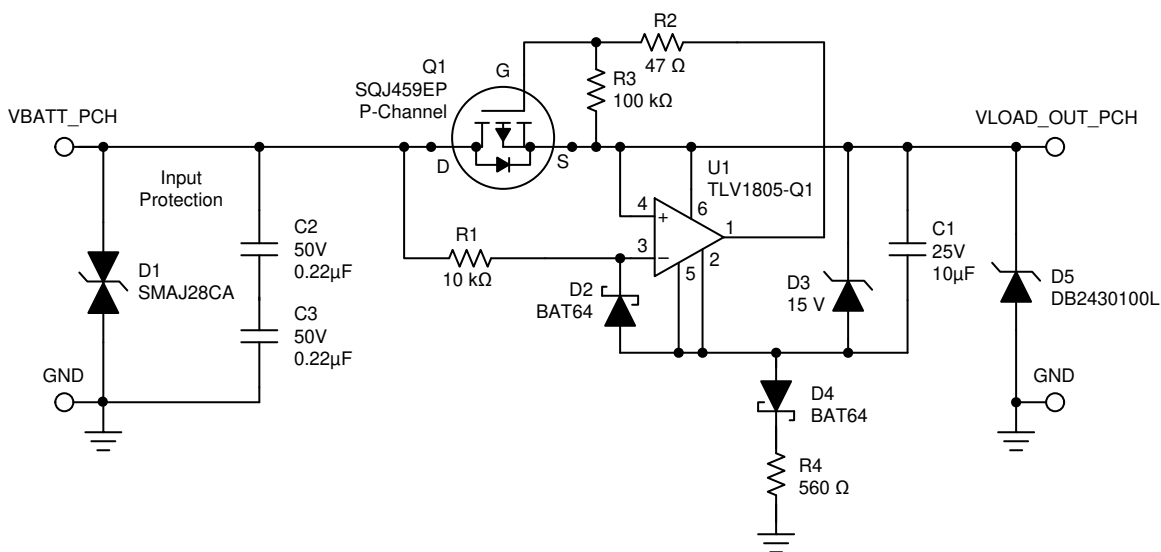 R2
47 Ω
Q1
SQJ459EP
P-Channel
G
R3
100 kΩ
VBATT_PCH
VLOAD_OUT_PCH
D
S
U1
TLV1805-Q1
Input
Protection
4
+
6
1
3
−
2
5
R1
10 kΩ
C2
50V
0.22µF
D1
SMAJ28CA
C3
50V
0.22µF
D2
BAT64
D3
15 V
C1
25V
10µF
D5
DB2430100L
GND
GND
D4
BAT64
R4
560 Ω